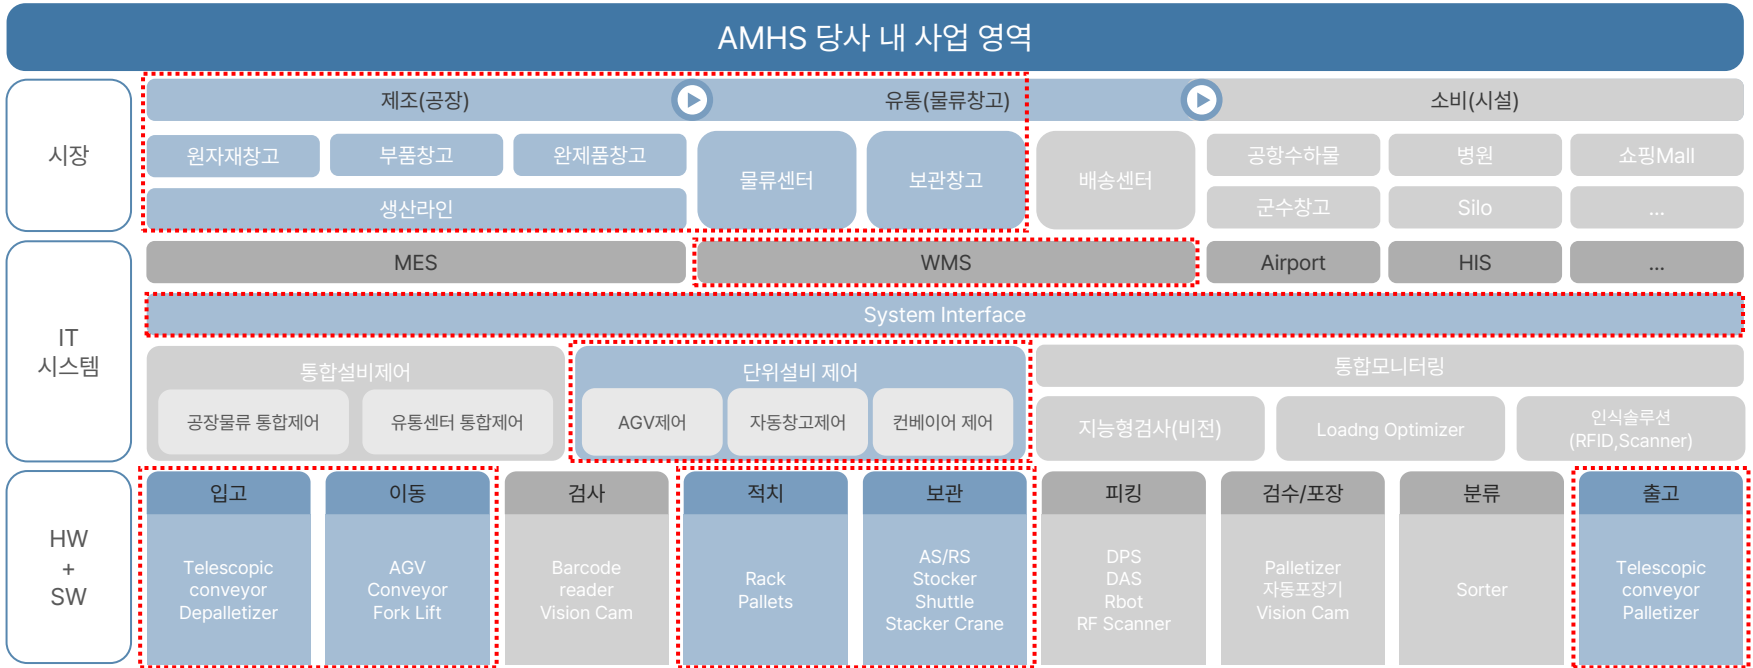 AMHS 당사 내 사업 영역
시장
제조(공장)
유통(물류창고)
소비(시설)
원자재창고
부품창고
완제품창고
생산라인
물류센터
보관창고
배송센터
공항수하물
병원
쇼핑Mall
군수창고
Silo
...
IT
시스템
MES
WMS
Airport
HIS
...
System Interface
통합설비제어
공장물류 통합제어
유통센터 통합제어
단위설비 제어
AGV제어
자동창고제어
컨베이어 제어
통합모니터링
지능형검사(비전)
Loadng Optimizer
인식솔루션
(RFID,Scanner)
HW
+
SW
입고
Telescopic
conveyor
Depalletizer
이동
AGV
Conveyor
Fork Lift
검사
Barcode
reader
Vision Cam
적치
Rack
Pallets
보관
AS/RS
Stocker
Shuttle
Stacker Crane
피킹
DPS
DAS
Rbot
RF Scanner
검수/포장
Palletizer
자동포장기
Vision Cam
분류
Sorter
출고
Telescopic
conveyor
Palletizer